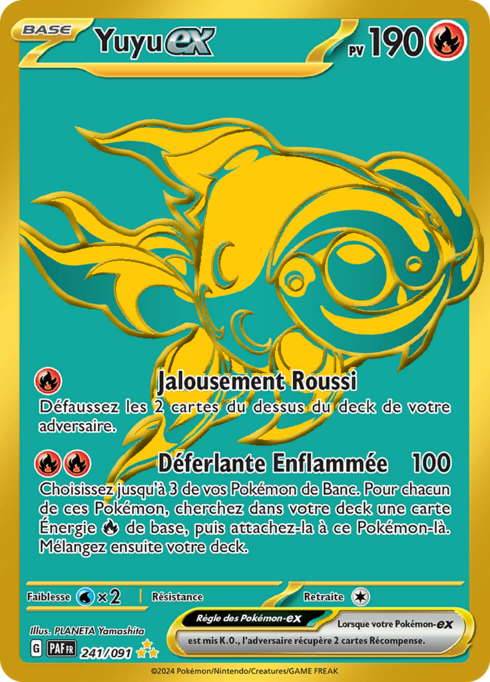 BASE
Yuyu ex
PV 190
Jalousement Roussi
Défaussez les 2 cartes du dessus du deck de votre
adversaire.
Déferlante Enflammée 100
Choisissez jusqu'à 3 de vos Pokémon de Banc. Pour chacun
de ces Pokémon, cherchez dans votre deck une carte
Énergie de base, puis attachez-la à ce Pokémon-là.
Mélangez ensuite votre deck.
Faiblesse ×2 Résistance Retraite
Illus. PLANETA Yamashita
Règle des Pokémon-ex Lorsque votre Pokémon-ex
est mis K.O., l'adversaire récupère 2 cartes Récompense.
G PAF FR 241/091
©2024 Pokémon/Nintendo/Creatures/GAME FREAK